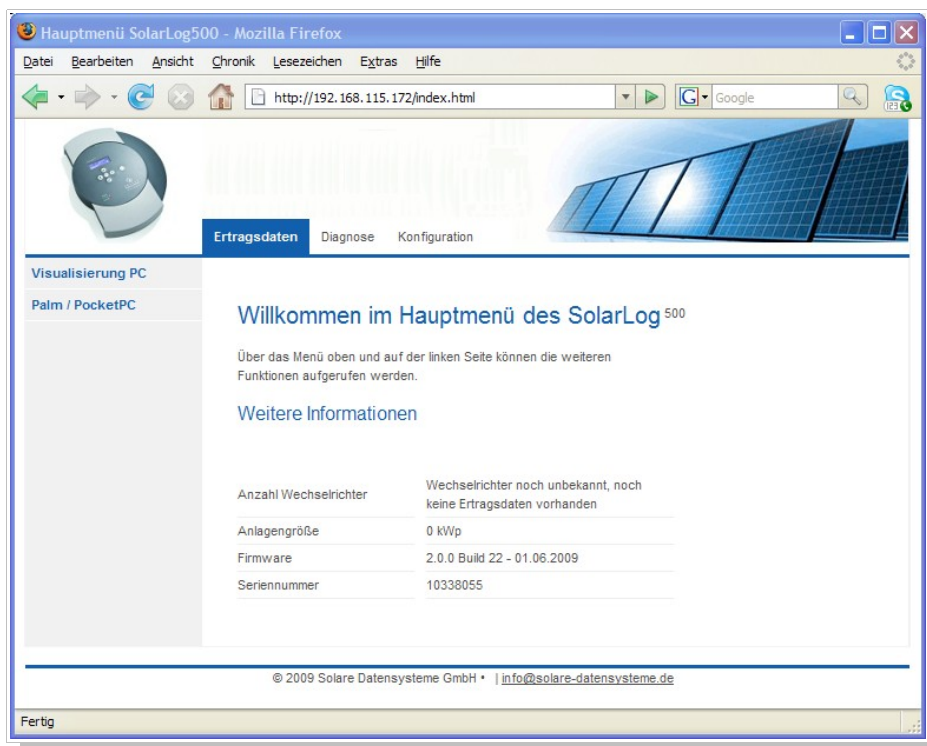 Hauptmenü SolarLog500 - Mozilla Firefox
Datei Bearbeiten Ansicht Chronik Lesezeichen Extras Hilfe
http://192.168.115.172/index.html
G
Google
123
Ertragsdaten Diagnose Konfiguration
Visualisierung PC
Palm / PocketPC
Willkommen im Hauptmenü des SolarLog 500
Über das Menü oben und auf der linken Seite können die weiteren
Funktionen aufgerufen werden.
Weitere Informationen
Anzahl Wechselrichter
Wechselrichter noch unbekannt, noch
keine Ertragsdaten vorhanden
Anlagengröße 0 kWp
Firmware 2.0.0 Build 22 - 01.06.2009
Seriennummer 10338055
© 2009 Solare Datensysteme GmbH • | info@solare-datensysteme.de
Fertig